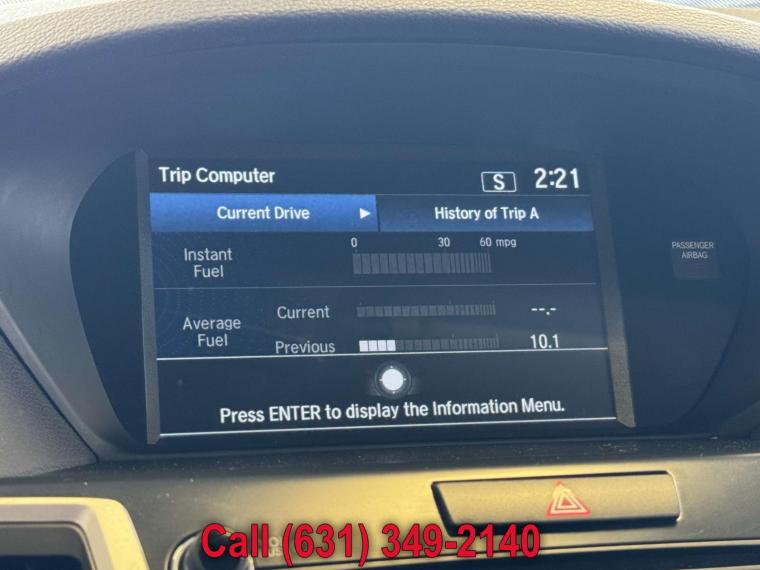 Trip Computer
S
2:21
Current Drive
History of Trip A
0 30 60 mpg
Instant
Fuel
Average
Fuel
Current --.-
Previous 10.1
Press ENTER to display the Information Menu.
PASSENGER
AIRBAG
Call (631) 349-2140